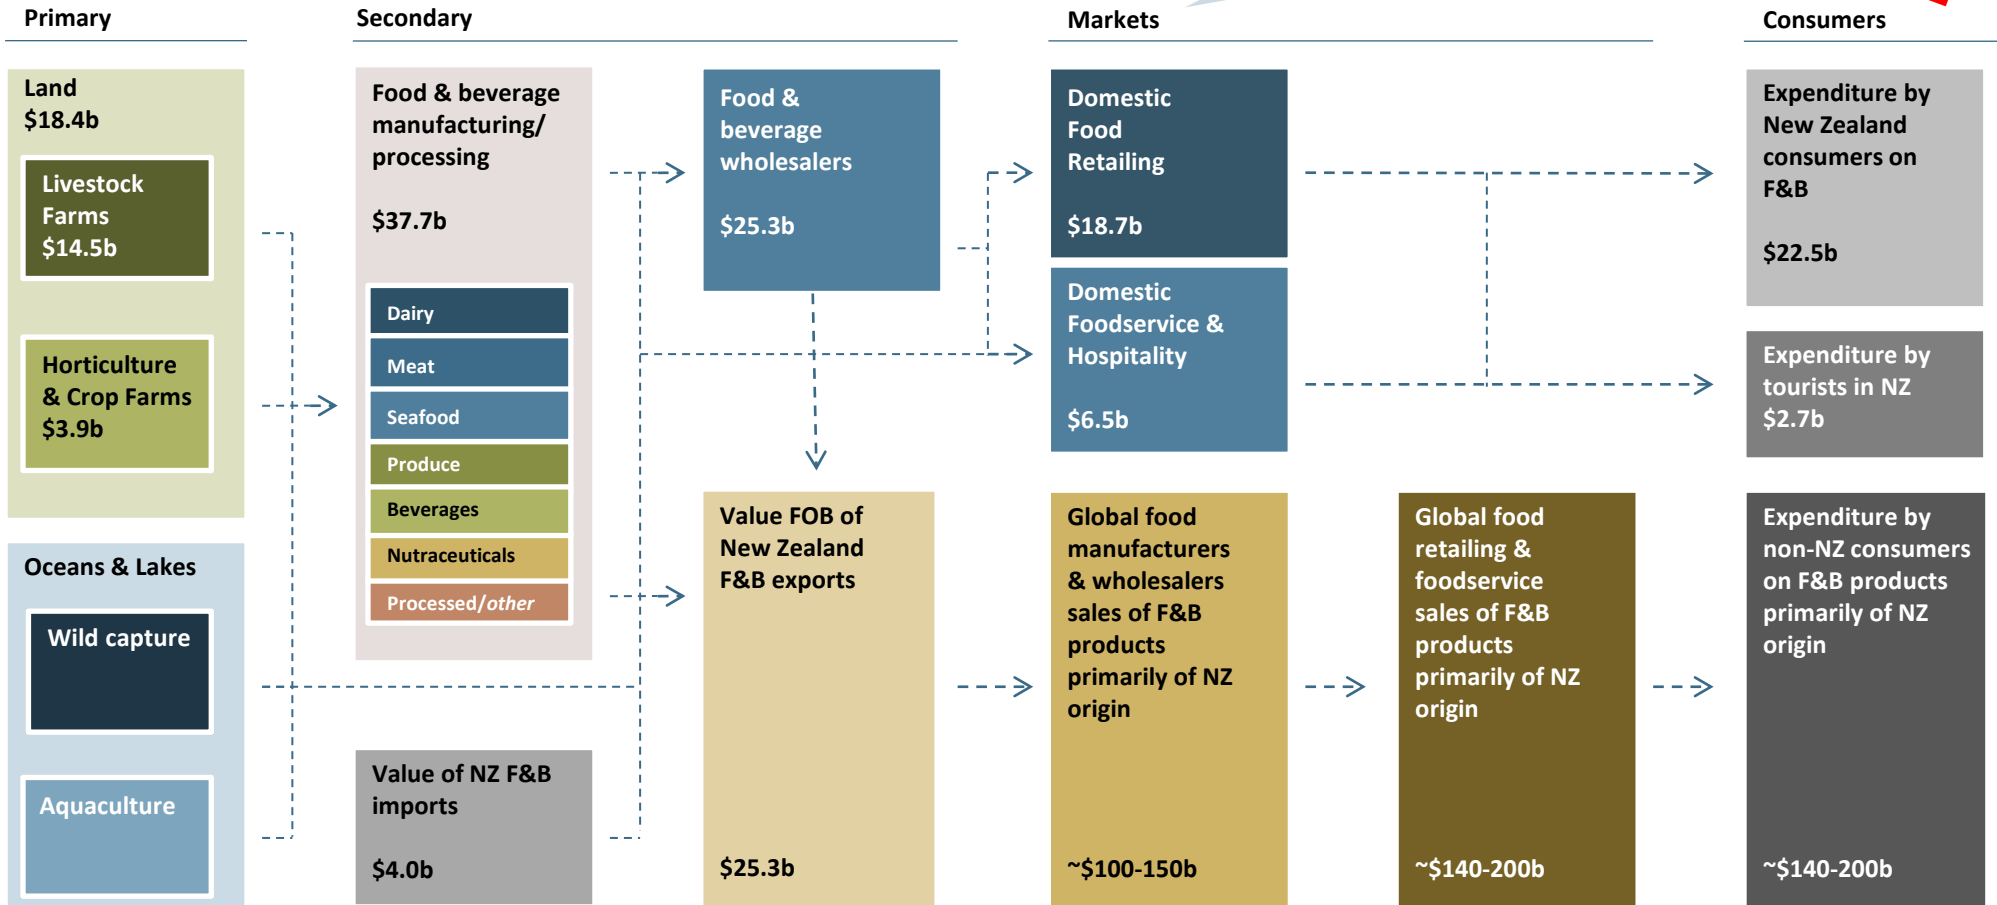 Primary
Secondary
Markets
Consumers
Land
$18.4b
Livestock
Farms
$14.5b
Horticulture
& Crop Farms
$3.9b
Oceans & Lakes
Wild capture
Aquaculture
Food & beverage
manufacturing/
processing
$37.7b
Dairy
Meat
Seafood
Produce
Beverages
Nutraceuticals
Processed/other
Value of NZ F&B
imports
$4.0b
Food &
beverage
wholesalers
$25.3b
Value FOB of
New Zealand
F&B exports
$25.3b
Domestic
Food
Retailing
$18.7b
Domestic
Foodservice &
Hospitality
$6.5b
Global food
manufacturers
& wholesalers
sales of F&B
products
primarily of NZ
origin
~$100-150b
Global food
retailing &
foodservice
sales of F&B
products
primarily of NZ
origin
~$140-200b
Expenditure by
New Zealand
consumers on
F&B
$22.5b
Expenditure by
tourists in NZ
$2.7b
Expenditure by
non-NZ consumers
on F&B products
primarily of NZ
origin
~$140-200b